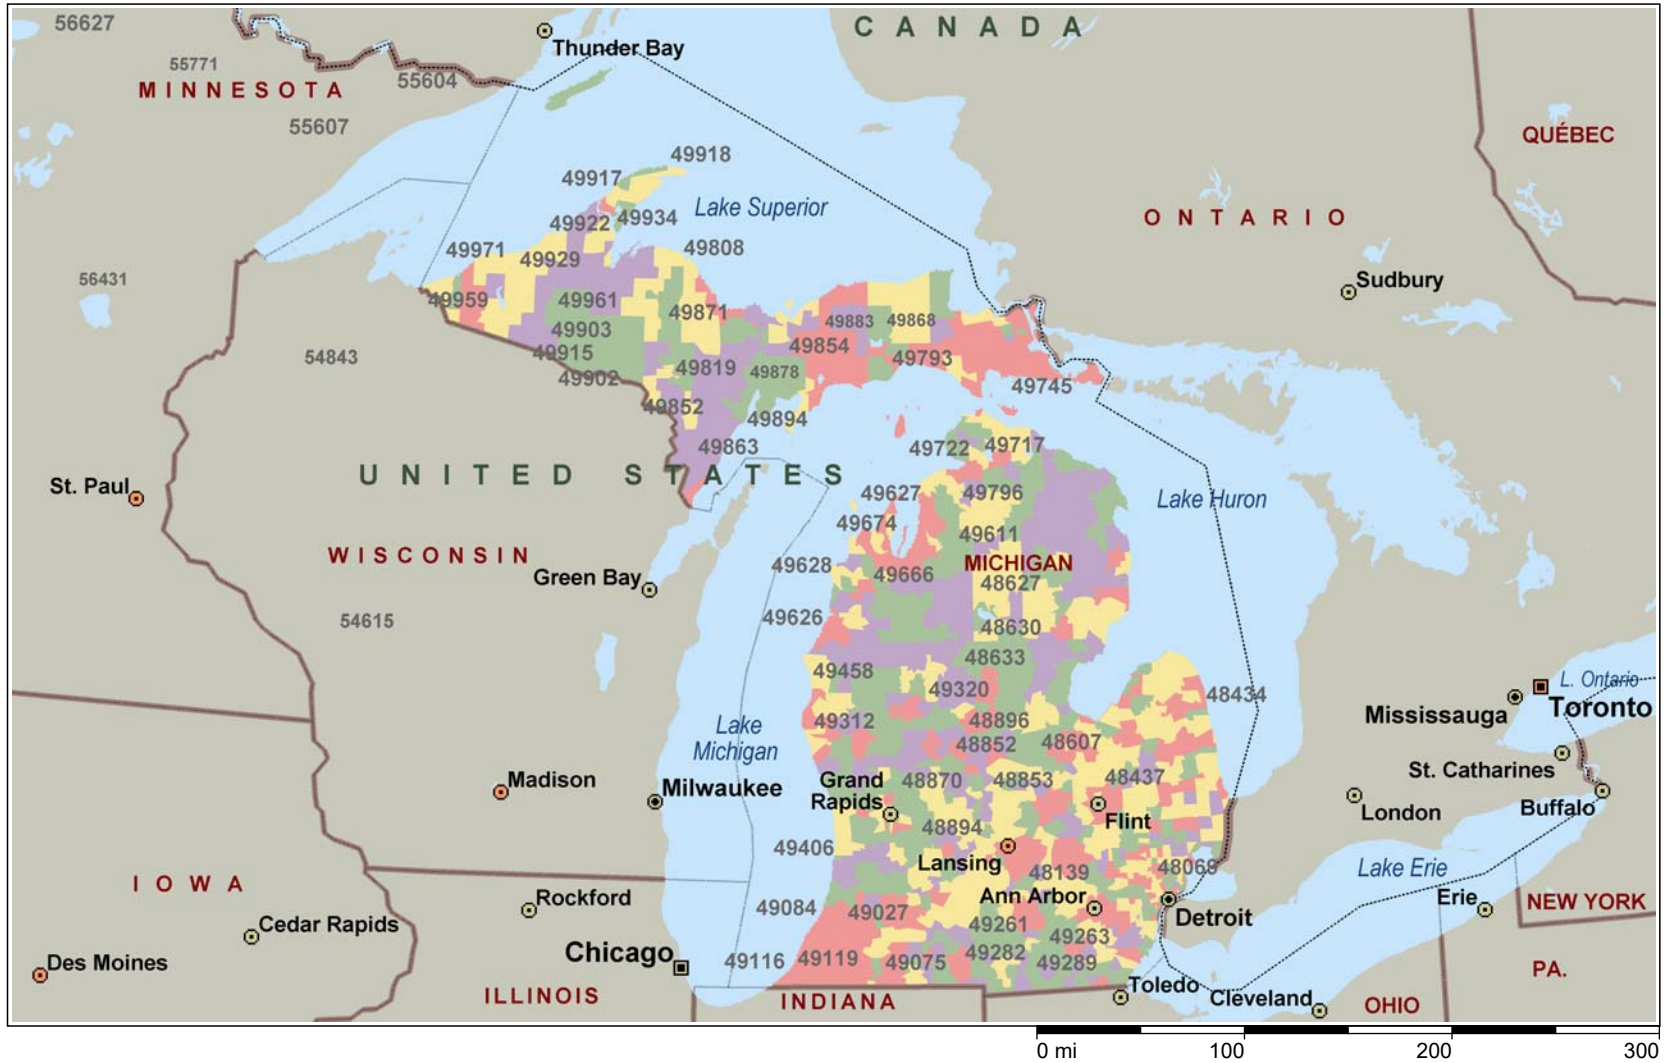 56627
CANADA
Thunder Bay
55771
55604
MINNESOTA
55607
QUÉBEC
49918
49917
Lake Superior
49922
49934
ONTARIO
49971
49929
49808
56431
Sudbury
49959
49961
49871
49903
49883
49868
49915
49854
54843
49819
49878
49793
49902
49745
49852
49894
49863
49722
49717
UNITED STATES
St. Paul
49627
49796
Lake Huron
49674
49611
WISCONSIN
49628
MICHIGAN
Green Bay
49666
48627
54615
49626
48630
48633
49458
49320
48434
L. Ontario
Toronto
Mississauga
49312
48896
Lake
Michigan
48852
48607
St. Catharines
Madison
Milwaukee
Grand
Rapids
48870
48853
48437
London
Buffalo
Flint
48894
49406
Lansing
48139
48069
Lake Erie
IOWA
Rockford
Ann Arbor
Erie
NEW YORK
49084
49027
Detroit
Cedar Rapids
49261
49263
Chicago
49116
49119
49075
49282
49289
Des Moines
PA.
Toledo
ILLINOIS
INDIANA
Cleveland
OHIO
0 mi 100 200 300